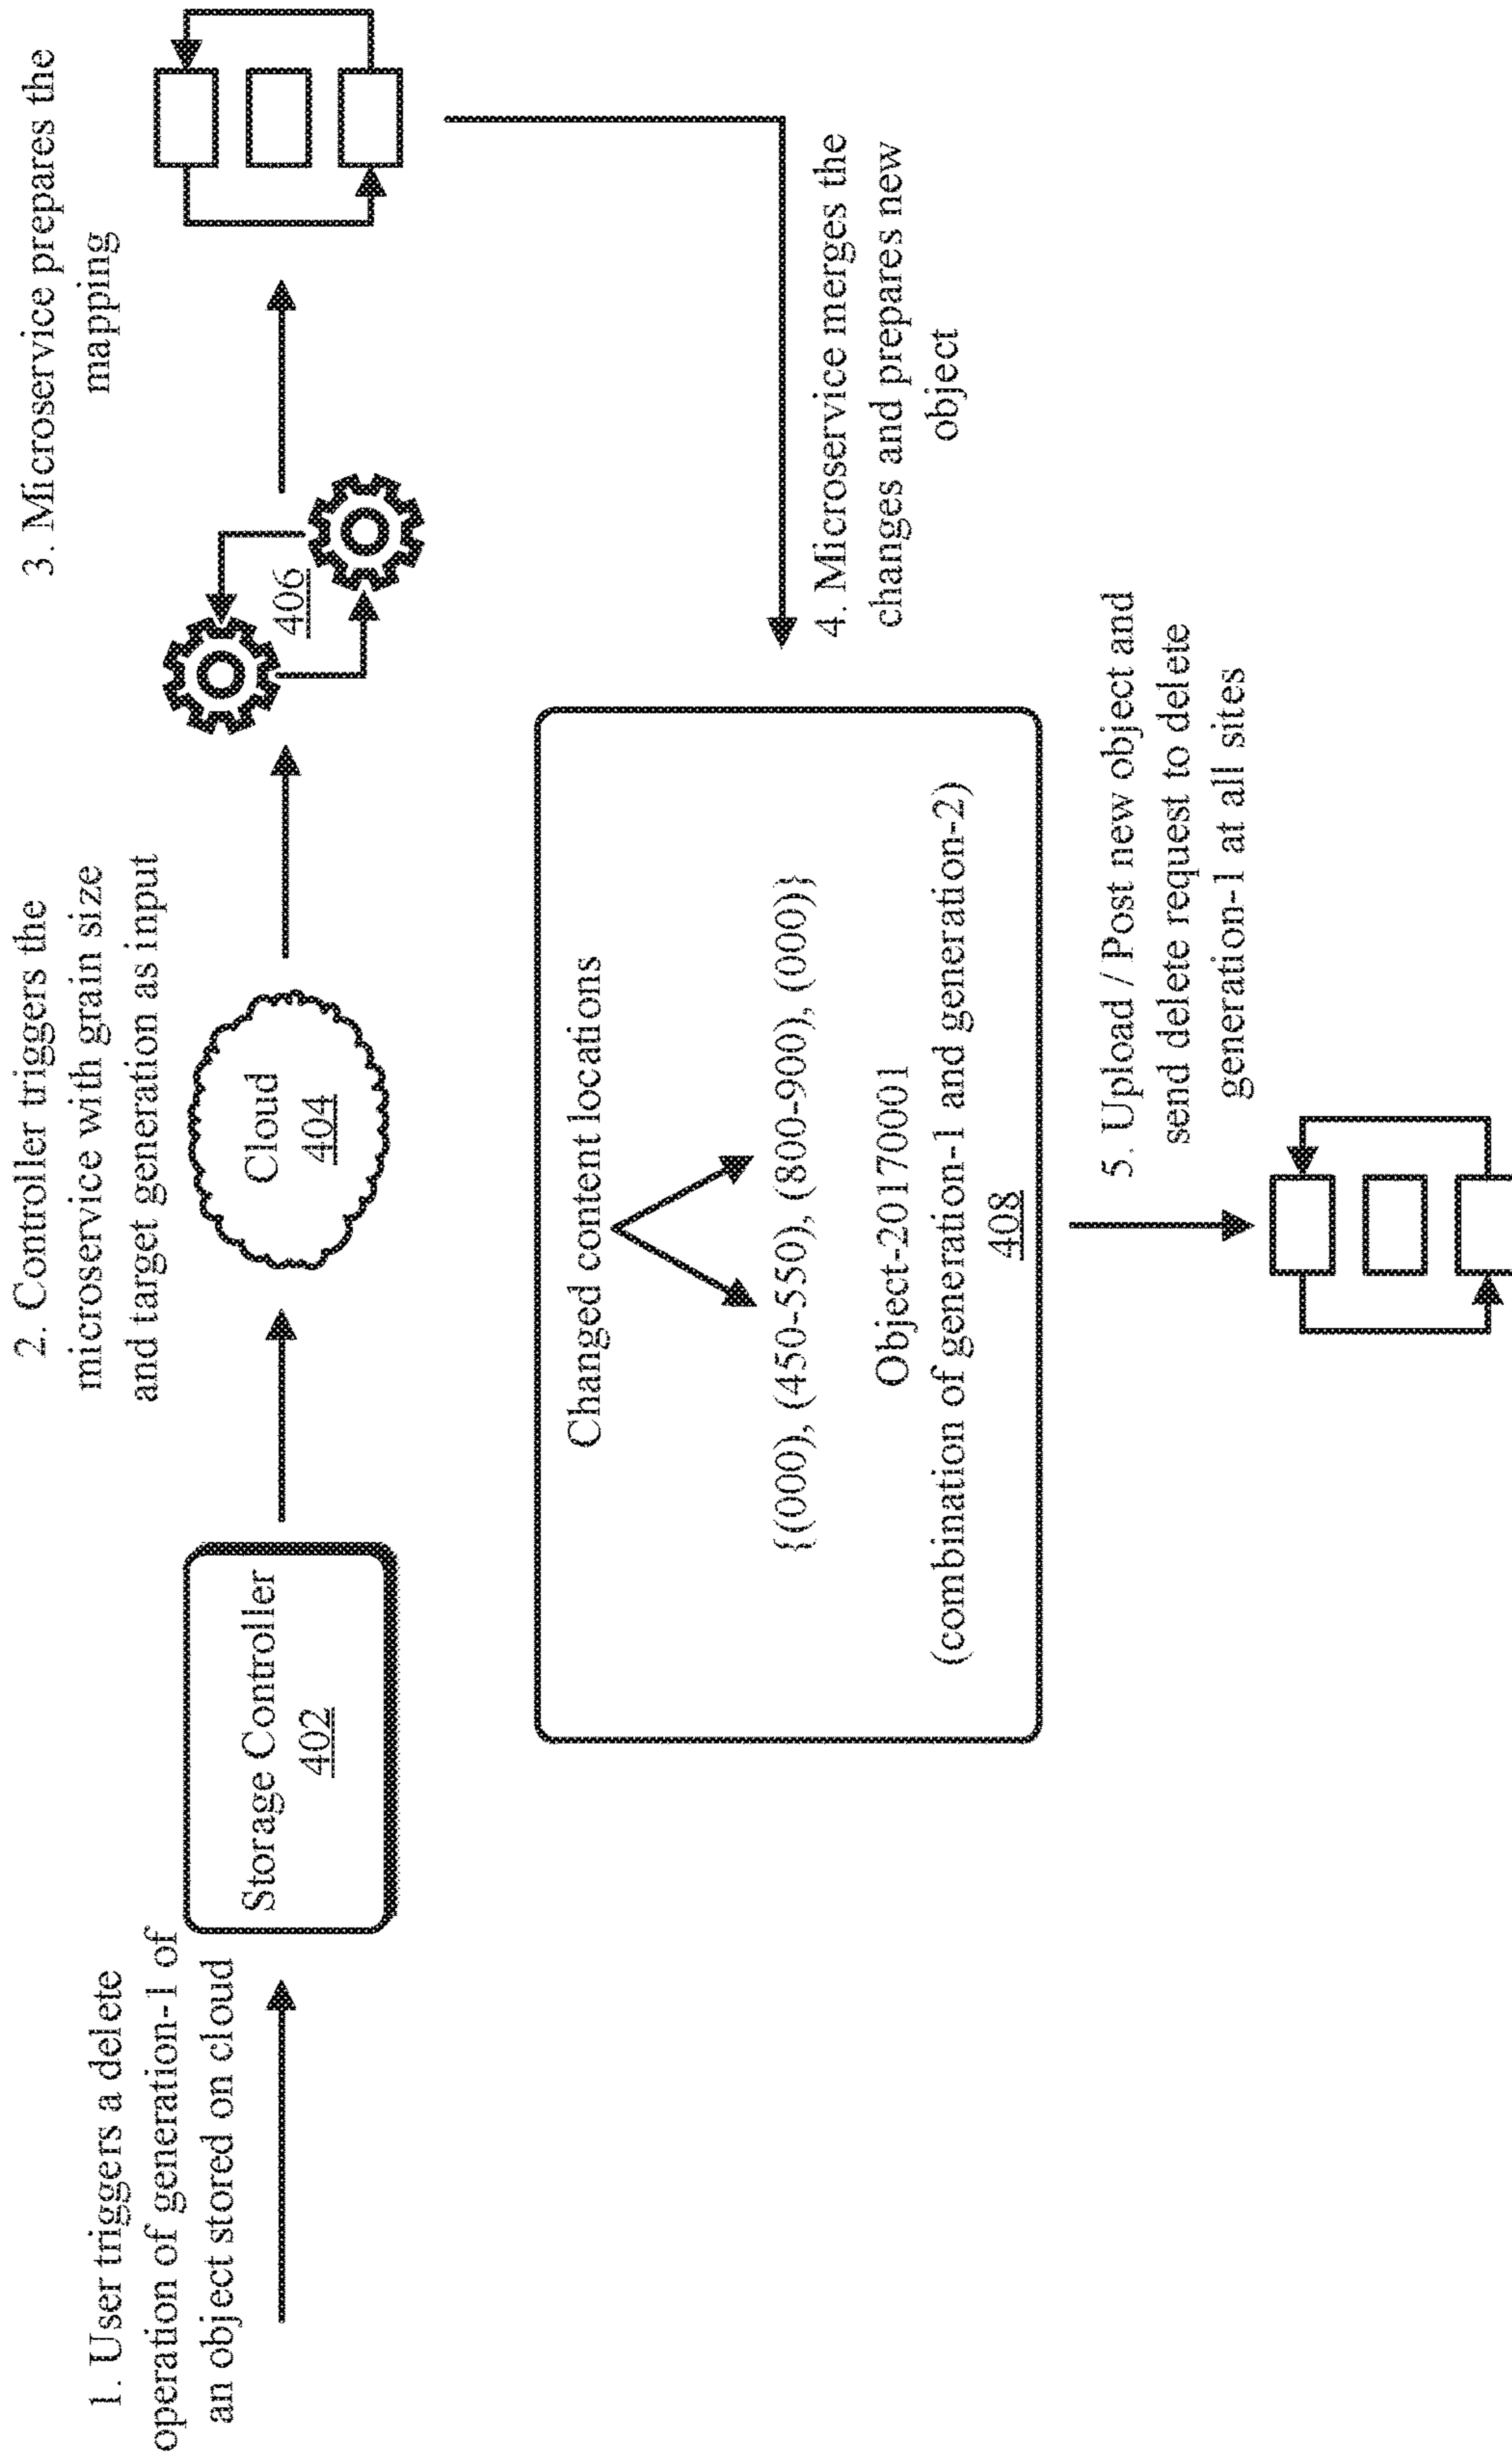 1. User triggers a delete
operation of generation-1 of
an object stored on cloud
Storage Controller
402
2. Controller triggers the
microservice with grain size
and target generation as input
Cloud
404
406
3. Microservice prepares the
mapping
4. Microservice merges the
changes and prepares new
object
Changed content locations
{(000), (450-550), (800-900), (000)}
Object-20170001
(combination of generation-1 and generation-2)
408
5. Upload / Post new object and
send delete request to delete
generation-1 at all sites